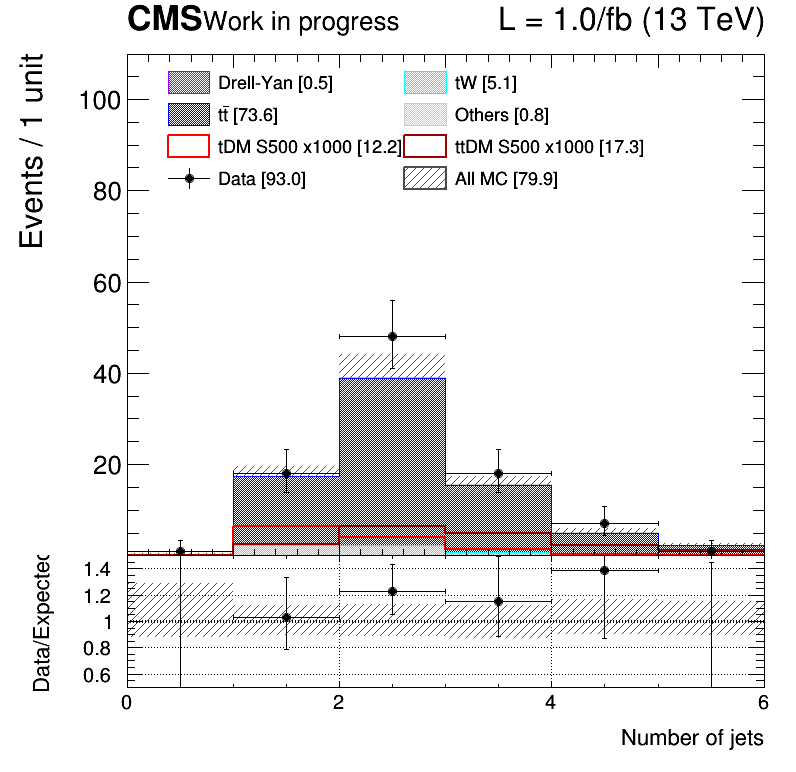 CMS Work in progress L = 1.0/fb (13 TeV)
Events / 1 unit
Drell-Yan [0.5] tW [5.1]
tt̄ [73.6] Others [0.8]
tDM S500 x1000 [12.2] ttDM S500 x1000 [17.3]
Data [93.0] All MC [79.9]
100
80
60
40
20
Data/Expected
1.4
1.2
1
0.8
0.6
0 2 4 6
Number of jets